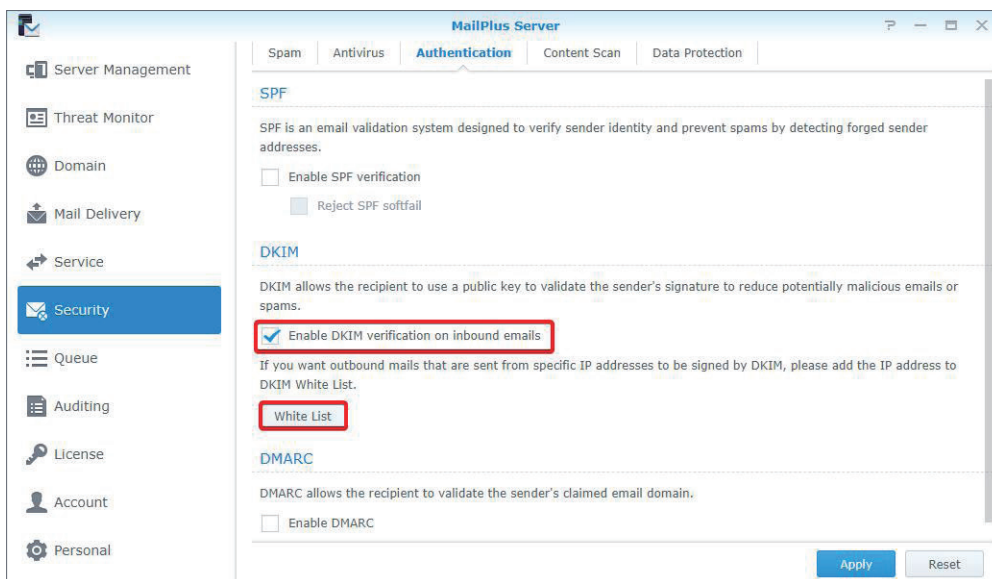 MailPlus Server
Server Management
Threat Monitor
Domain
Mail Delivery
Service
Security
Queue
Auditing
License
Account
Personal
Spam Antivirus Authentication Content Scan Data Protection
SPF
SPF is an email validation system designed to verify sender identity and prevent spams by detecting forged sender
addresses.
Enable SPF verification
Reject SPF softfail
DKIM
DKIM allows the recipient to use a public key to validate the sender's signature to reduce potentially malicious emails or
spams.
Enable DKIM verification on inbound emails
If you want outbound mails that are sent from specific IP addresses to be signed by DKIM, please add the IP address to
DKIM White List.
White List
DMARC
DMARC allows the recipient to validate the sender's claimed email domain.
Enable DMARC
Apply Reset